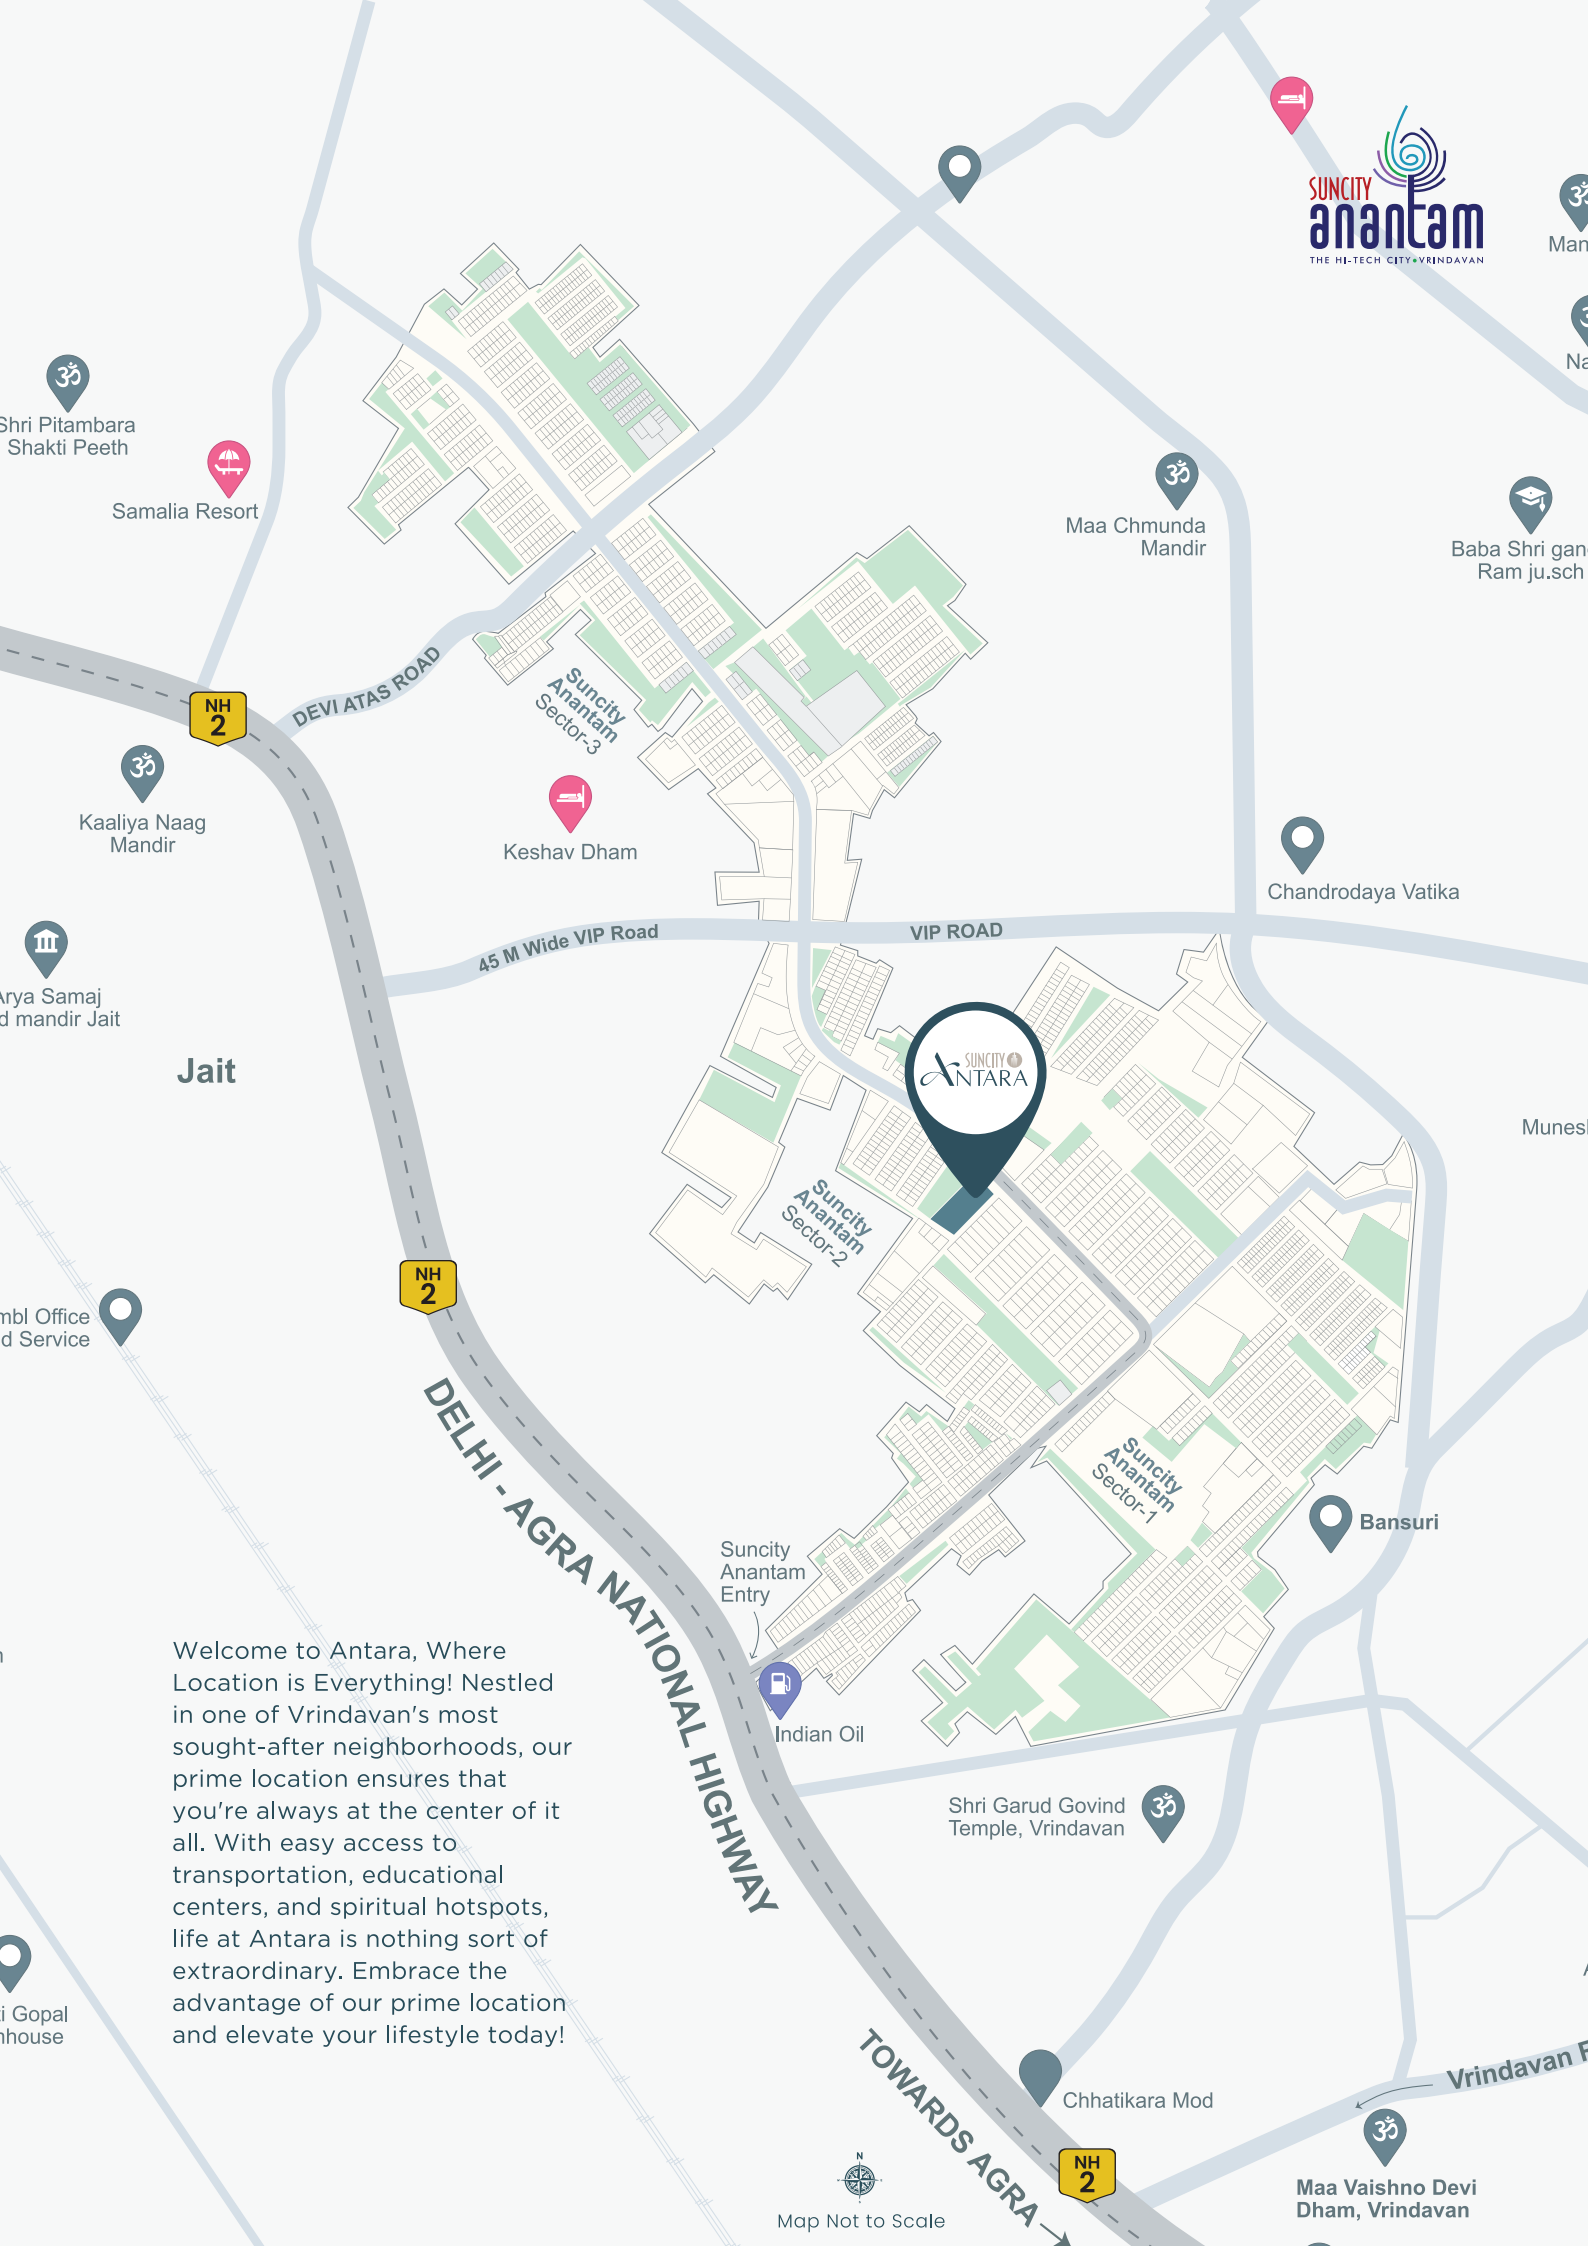 SUNCITY
anantam
THE HI-TECH CITY•VRINDAVAN
Shri Pitambara
Shakti Peeth
Samalia Resort
Maa Chmunda
Mandir
Baba Shri
Ram ju.sch
DEVI ATAS ROAD
NH
2
Suncity
Anantam
Sector-3
Kaaliya Naag
Mandir
Keshav Dham
Chandrodaya Vatika
45 M Wide VIP Road
VIP ROAD
Arya Samaj
mandir Jait
Jait
SUNCITY
ANTARA
Suncity
Anantam
Sector-2
NH
2
Office
Service
DELHI - AGRA NATIONAL HIGHWAY
Suncity
Anantam
Sector-1
Bansuri
Suncity
Anantam
Entry
Indian Oil
Welcome to Antara, Where
Location is Everything! Nestled
in one of Vrindavan's most
sought-after neighborhoods, our
prime location ensures that
you're always at the center of it
all. With easy access to
transportation, educational
centers, and spiritual hotspots,
life at Antara is nothing sort of
extraordinary. Embrace the
advantage of our prime location
and elevate your lifestyle today!
Shri Garud Govind
Temple, Vrindavan
Gopal
TOWARDS AGRA
Chhatikara Mod
Vrindavan
NH
2
Maa Vaishno Devi
Dham, Vrindavan
N
Map Not to Scale